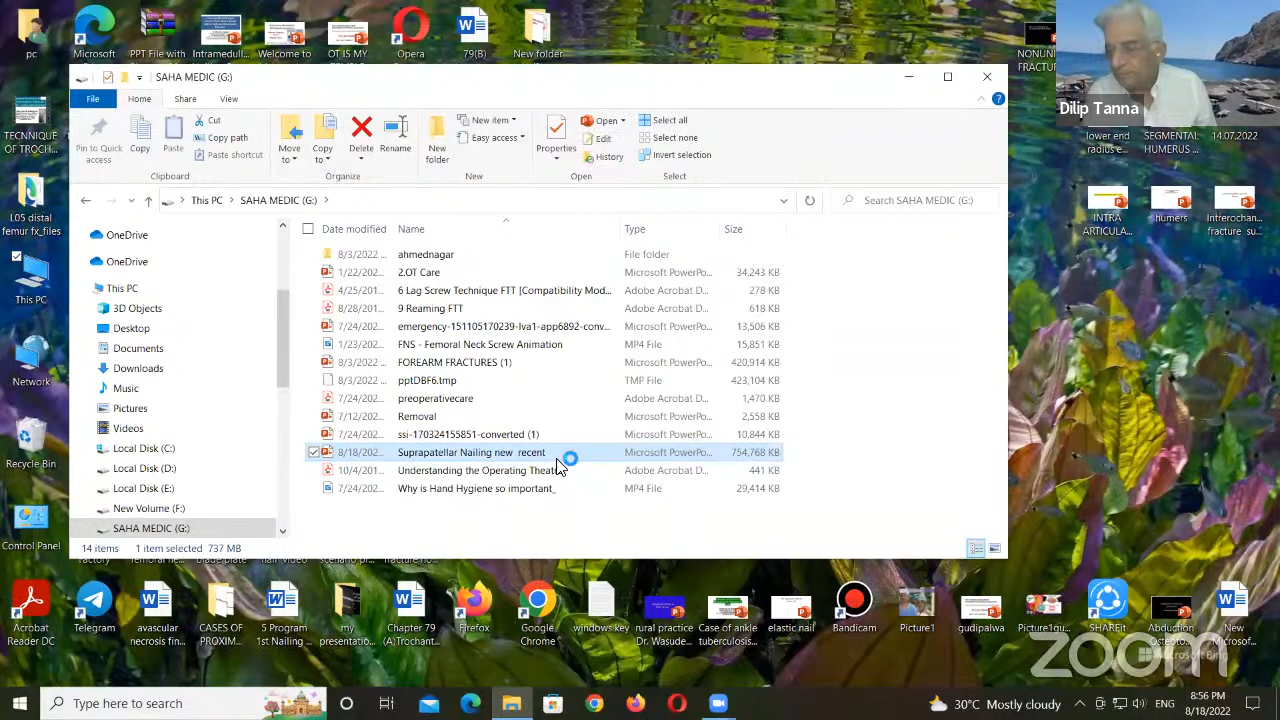 pc
Microsoft
PPT File with
Intramedull...
Welcome to
OT IS MY
Opera
79(B)
New folder
NONUNI
FRACTUR
Dilip Tanna
SAHA MEDIC (G:)
File
Home
Share
View
Pin to Quick
access
Copy
Paste
Cut
Copy path
Paste shortcut
Clipboard
Move
to
Copy
to
Delete
Rename
Organize
New
folder
New item
Easy access
New
Properties
Open
Edit
History
Open
Select all
Select none
Invert selection
Select
This PC
SAHA MEDIC (G:)
Search SAHA MEDIC (G:)
Date modified
Name
Type
Size
8/3/2022 ... ahmednagar File folder
1/22/202... 2.OT Care Microsoft PowerPo... 34,243 KB
4/25/201... 6 Lag Screw Technique FTT [Compatibility Mod... Adobe Acrobat D... 278 KB
8/28/201... 9 Reaming FTT Adobe Acrobat D... 618 KB
7/24/202... emergency-151105170239-lva1-app6892-conv... Microsoft PowerPo... 13,506 KB
1/23/202... FNS - Femoral Neck Screw Animation MP4 File 15,851 KB
8/3/2022 ... FOREARM FRACTURES (1) Microsoft PowerPo... 420,914 KB
8/3/2022 ... pptDBF6.tmp TMP File 423,104 KB
7/24/202... preoperativecare Adobe Acrobat D... 1,470 KB
7/12/202... Removal Microsoft PowerPo... 2,558 KB
7/24/202... ssi-170324155851-converted (1) Microsoft PowerPo... 10,844 KB
8/18/202... Suprapatellar Nailing new recent Microsoft PowerPo... 754,768 KB
10/4/201... Understanding the Operating Theat Adobe Acrobat D... 441 KB
7/24/202... Why is Hand Hygiene so important_ MP4 File 29,414 KB
OneDrive
OneDrive
This PC
3D Objects
Desktop
Documents
Downloads
Music
Pictures
Videos
Local Disk (C:)
Local Disk (D:)
Local Disk (E:)
New Volume (F:)
SAHA MEDIC (G:)
14 items
1 item selected 737 MB
TECHNIQUE
OF TROCH...
L05 distal
femur fx_files
This PC
Network
Recycle Bin
Control Panel
lower end
radius e...
SEGMENTAL
HUMERUS ...
14.07.2022
INTRA
ARTICULA...
humers
Introchan...
fracture_su...
Acrobat
Reader DC
Telegram
avascular
necrosis fin...
CASES OF
PROXIM...
Program
1st Nailing ...
my
presentatio...
Chapter 79
(A)Trochant...
Firefox
Google
Chrome
windows key
rural practice
Dr. Wasude...
Case of ankle
tuberculosis...
elastic nail
Bandicam
Picture1
gudipalwa
Picture1gu...
SHAREit
Abduction
Osteoto...
New
Microsof...
zoom
Microsoft Bing
Type here to search
30°C Mostly cloudy
ENG
8:56 PM
8/18/2022